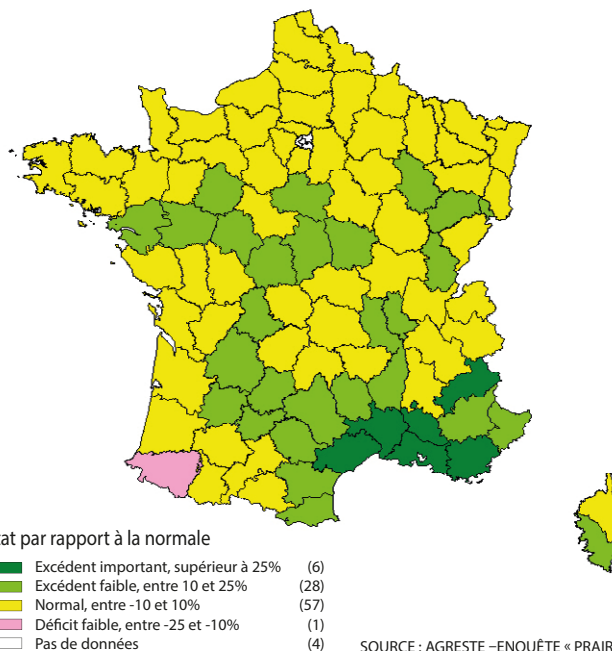 at par rapport à la normale
Excédent important, supérieur à 25% (6)
Excédent faible, entre 10 et 25% (28)
Normal, entre -10 et 10% (57)
Déficit faible, entre -25 et -10% (1)
Pas de données (4)
SOURCE : AGRESTE –ENQUÊTE « PRAIR